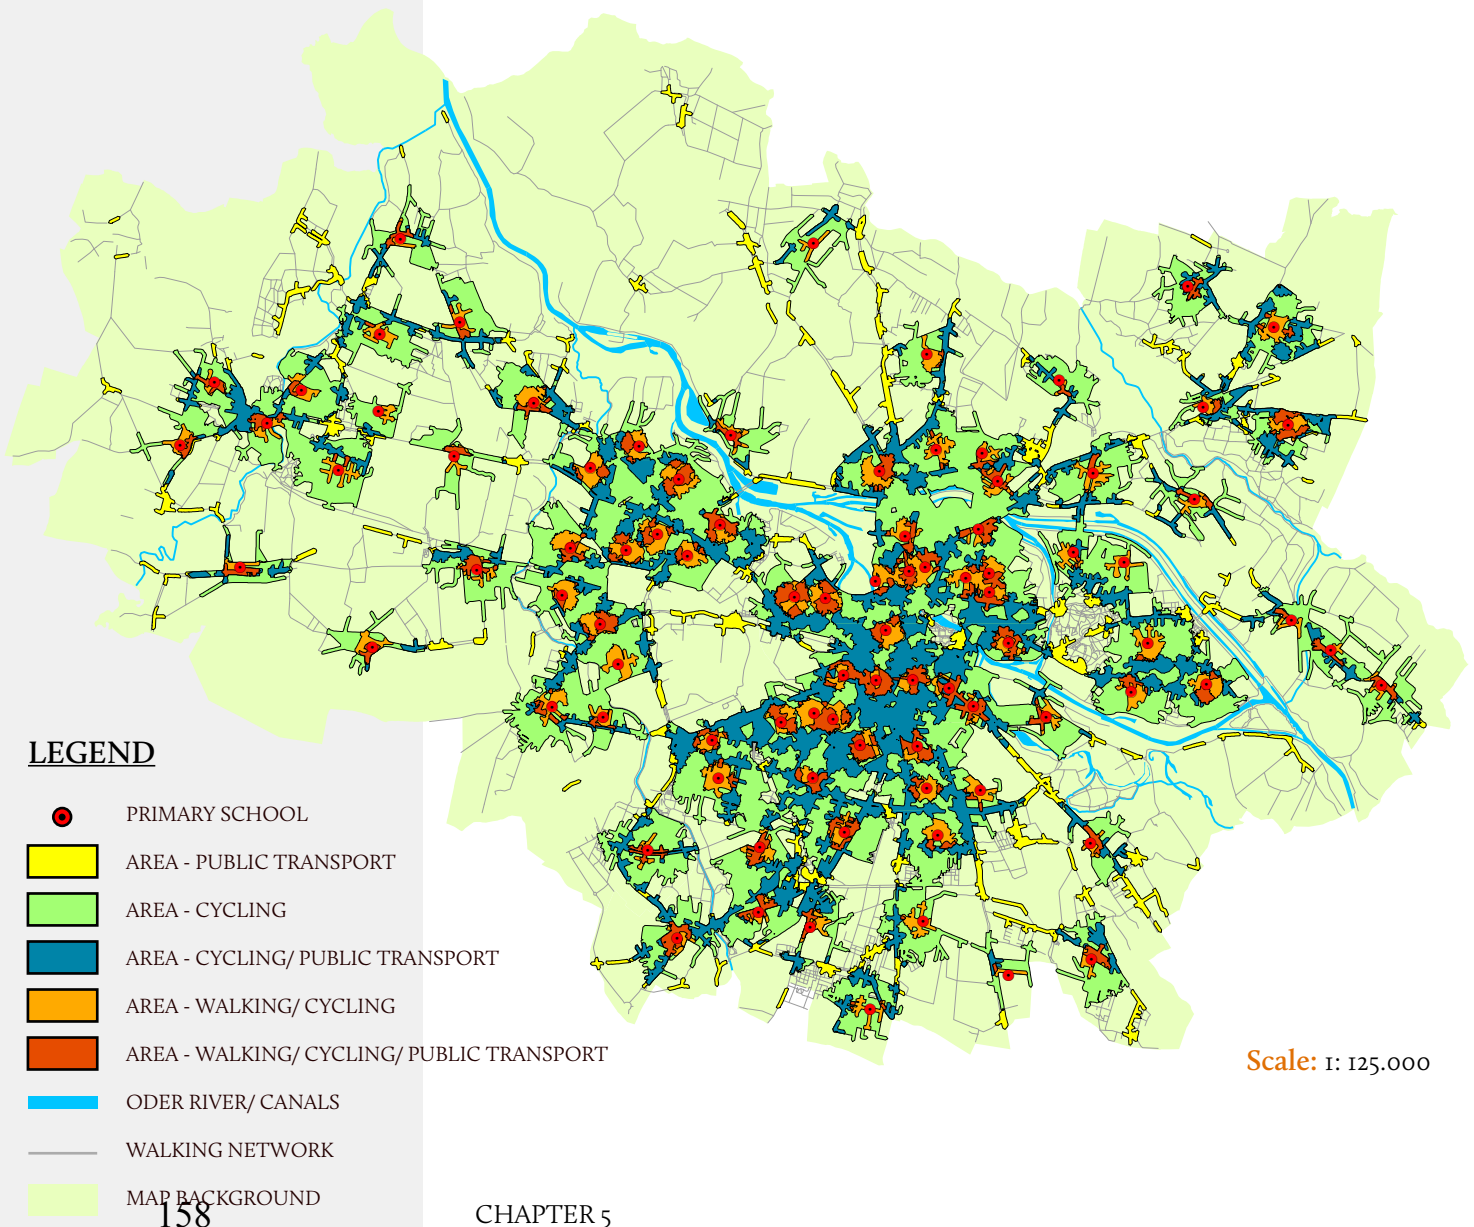 LEGEND
PRIMARY SCHOOL
AREA - PUBLIC TRANSPORT
AREA - CYCLING
AREA - CYCLING/ PUBLIC TRANSPORT
AREA - WALKING/ CYCLING
AREA - WALKING/ CYCLING/ PUBLIC TRANSPORT
ODER RIVER/ CANALS
WALKING NETWORK
MAP BACKGROUND
Scale: 1: 125.000
158
CHAPTER 5